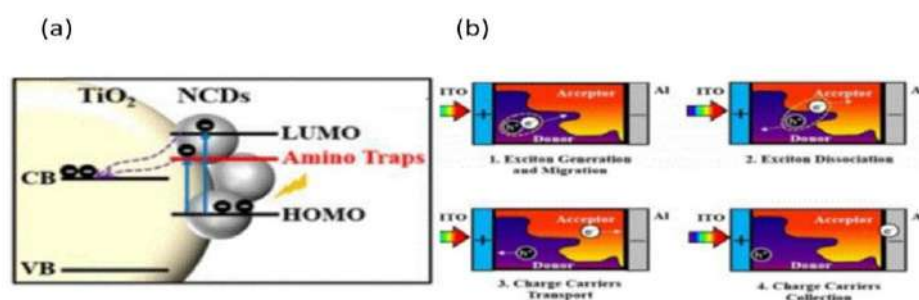 (a)
(b)
TiO2 NCDs
LUMO
Amino Traps
CB
HOMO
VB
ITO
Acceptor
Al
h+ e-
Donor
1. Exciton Generation
and Migration
ITO
Acceptor
h+ e-
Donor
2. Exciton Dissociation
ITO
Acceptor
Al
e-
h+
Donor
3. Charge Carriers
Transport
ITO
Acceptor
e-
h+
Donor
4. Charge Carriers
Collection